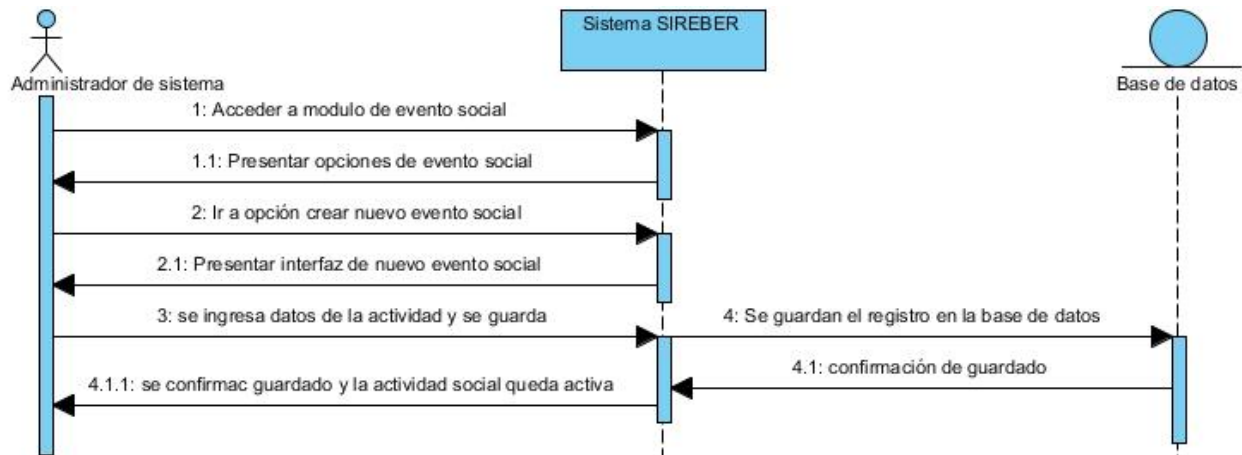 Sistema SIREBER
Administrador de sistema
Base de datos
1: Acceder a modulo de evento social
1.1: Presentar opciones de evento social
2: Ir a opción crear nuevo evento social
2.1: Presentar interfaz de nuevo evento social
3: se ingresa datos de la actividad y se guarda
4: Se guardan el registro en la base de datos
4.1: confirmación de guardado
4.1.1: se confirmac guardado y la actividad social queda activa